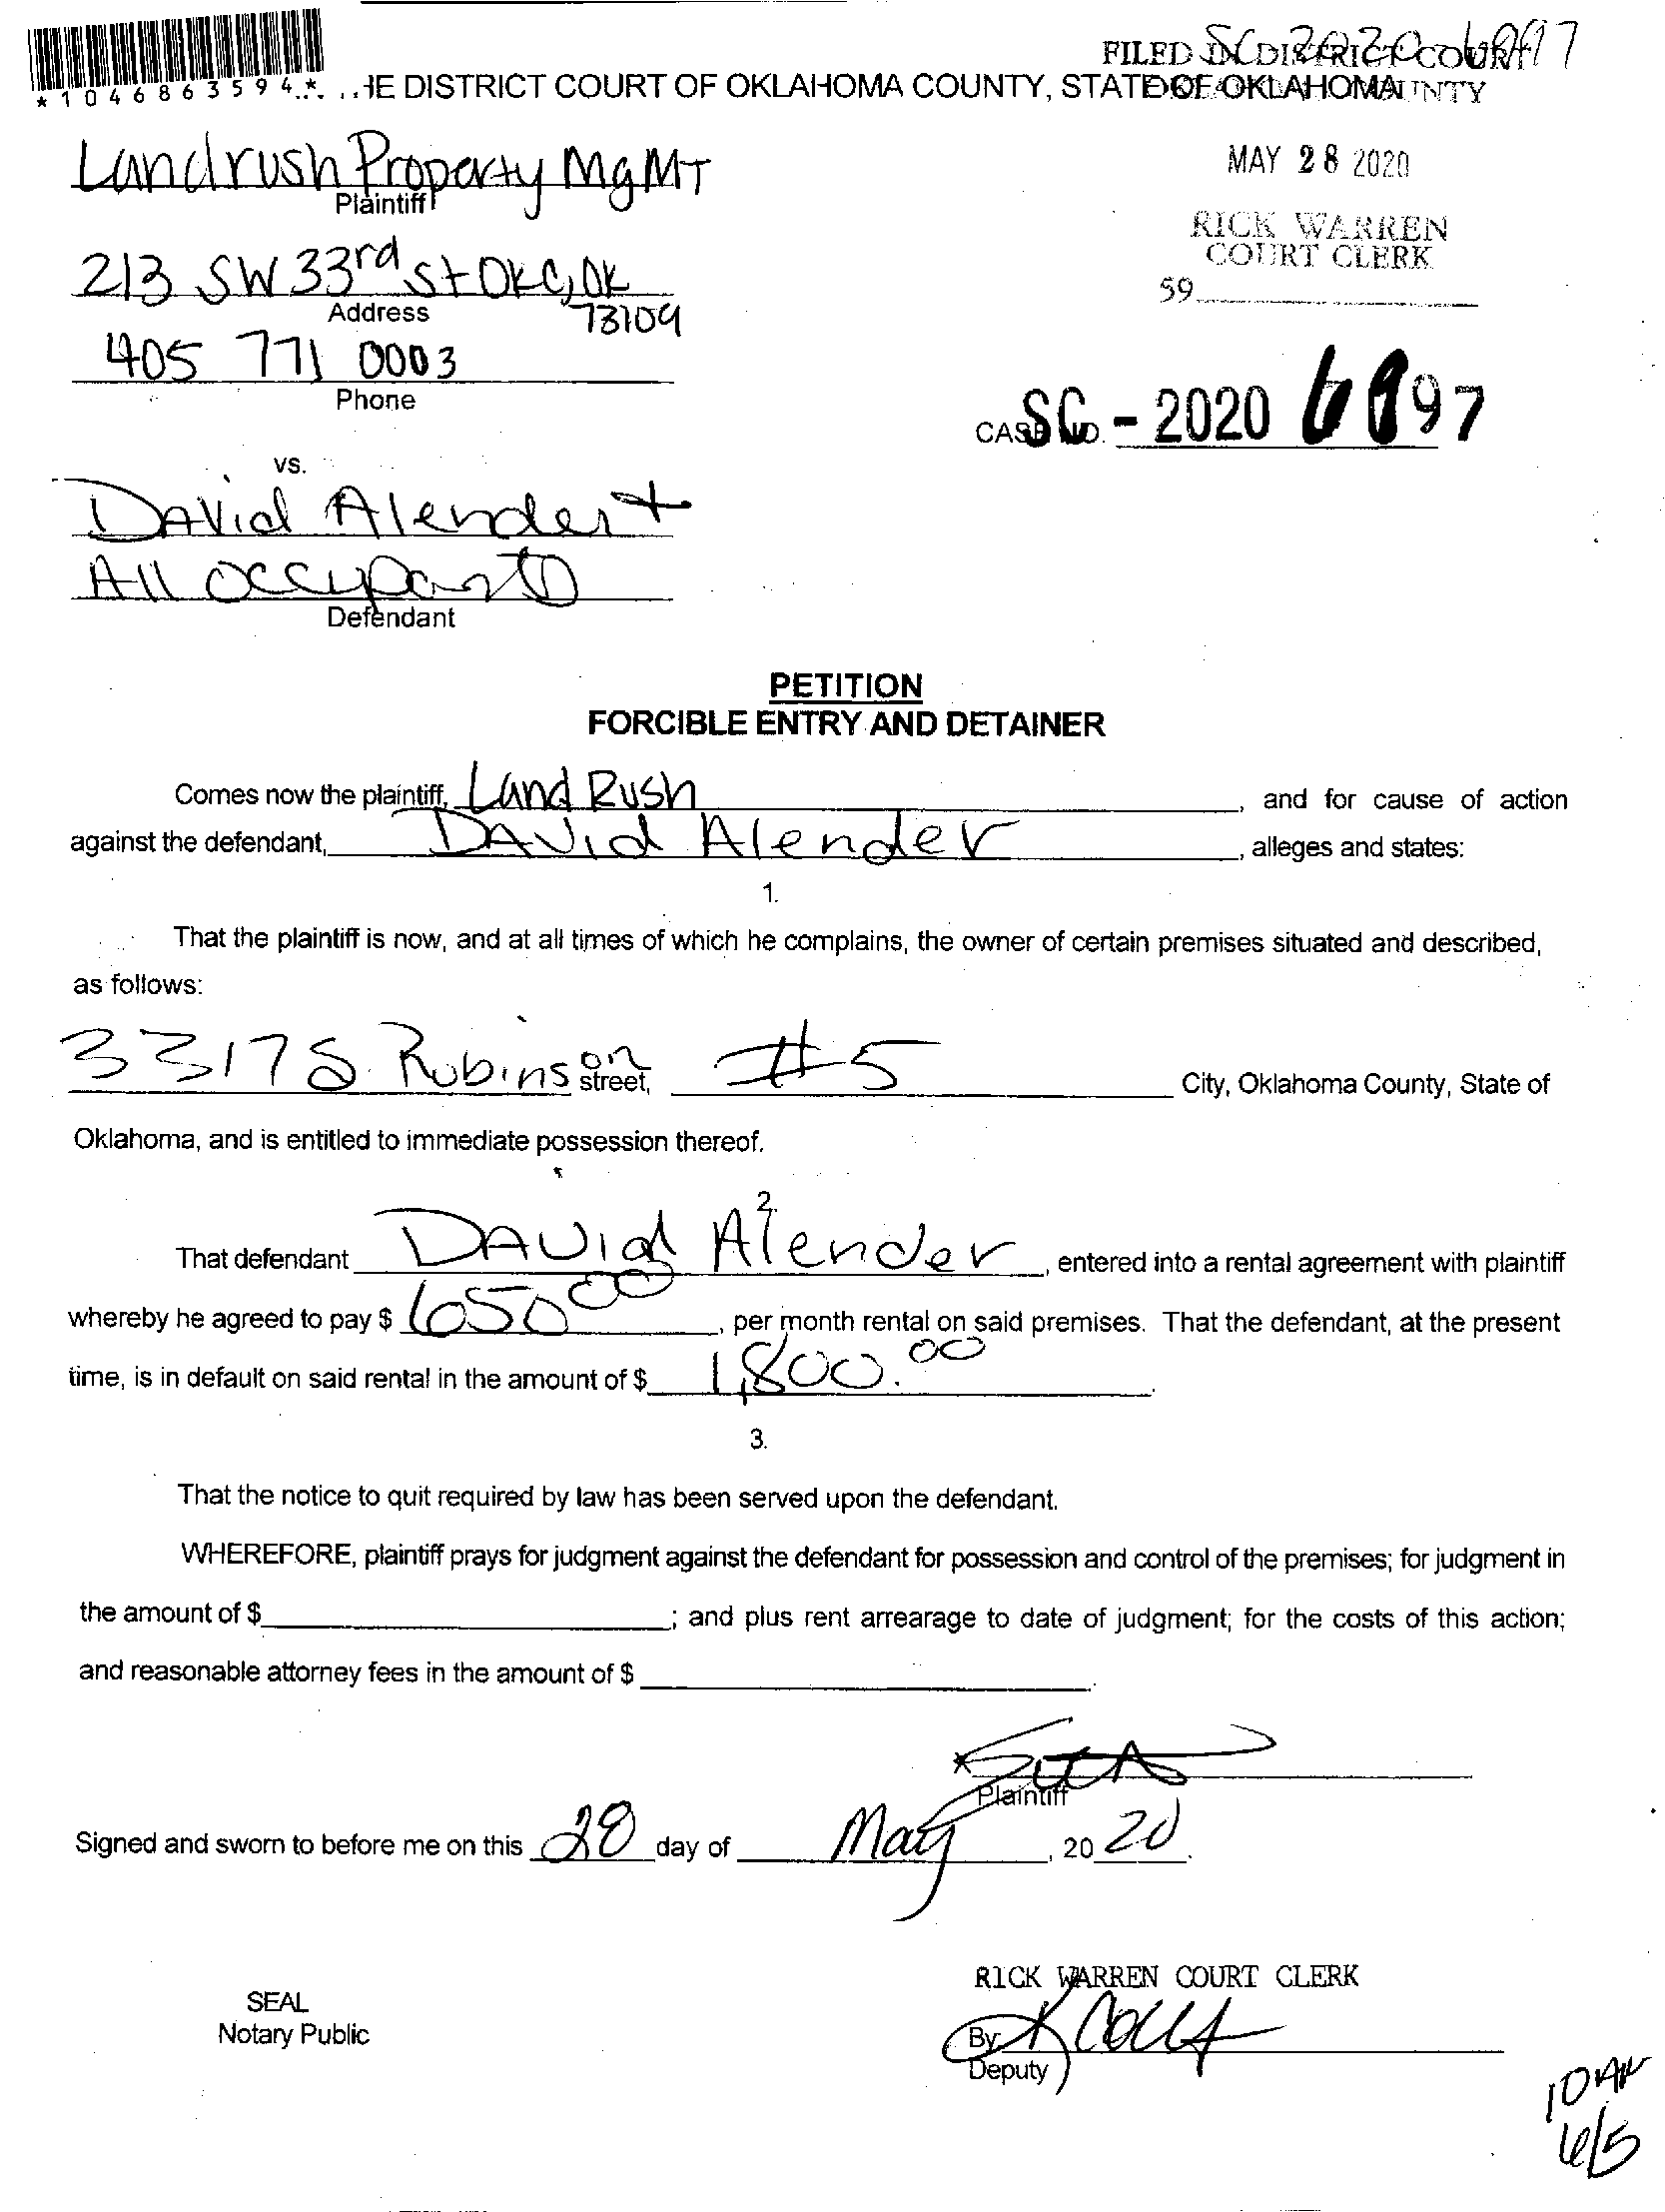 SC 2020 6097
FILED IN DISTRICT COURT
*1046863594* HE DISTRICT COURT OF OKLAHOMA COUNTY, STATE OF OKLAHOMA
Landrush Property MgMT
Plaintiff
MAY 28 2020
RICK WARREN
COURT CLERK
213 SW 33rd St OKC, OK
Address
73109
59
405 771 0003
Phone
CASE NO. SC - 2020 6097
vs.
David Alender +
All Occupants
Defendant
PETITION
FORCIBLE ENTRY AND DETAINER
Comes now the plaintiff, Land Rush, and for cause of action
against the defendant, DAvid Alender, alleges and states:
1.
That the plaintiff is now, and at all times of which he complains, the owner of certain premises situated and described,
as follows:
3317 S. Robinson street, #5 City, Oklahoma County, State of
Oklahoma, and is entitled to immediate possession thereof.
2.
That defendant DAvid Alender, entered into a rental agreement with plaintiff
whereby he agreed to pay $ 650 00, per month rental on said premises. That the defendant, at the present
time, is in default on said rental in the amount of $ 1,800.00.
3.
That the notice to quit required by law has been served upon the defendant.
WHEREFORE, plaintiff prays for judgment against the defendant for possession and control of the premises; for judgment in
the amount of $ ; and plus rent arrearage to date of judgment; for the costs of this action;
and reasonable attorney fees in the amount of $ .
Plaintiff
Signed and sworn to before me on this 28 day of May, 20 20.
RICK WARREN COURT CLERK
SEAL
Notary Public
By:
Deputy
10 AM
6/5